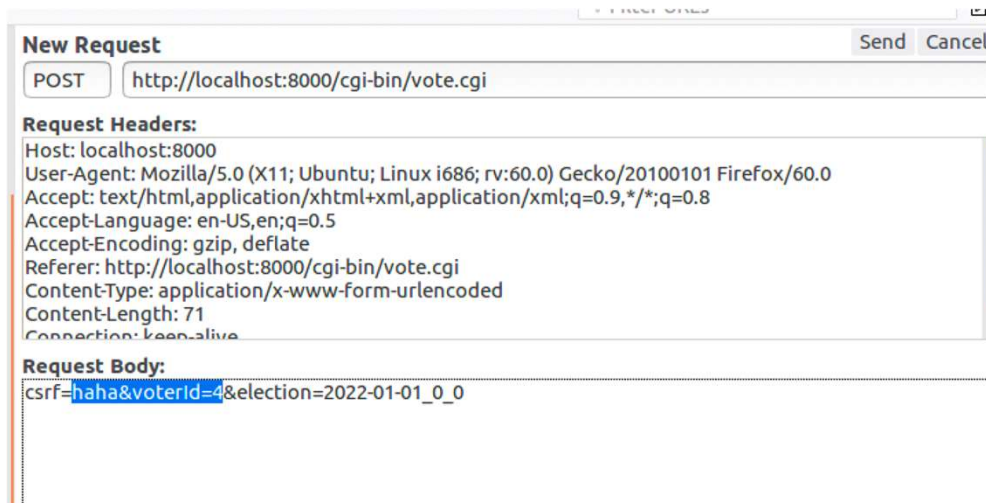 New Request
Send Cancel
POST http://localhost:8000/cgi-bin/vote.cgi
Request Headers:
Host: localhost:8000
User-Agent: Mozilla/5.0 (X11; Ubuntu; Linux i686; rv:60.0) Gecko/20100101 Firefox/60.0
Accept: text/html,application/xhtml+xml,application/xml;q=0.9,*/*;q=0.8
Accept-Language: en-US,en;q=0.5
Accept-Encoding: gzip, deflate
Referer: http://localhost:8000/cgi-bin/vote.cgi
Content-Type: application/x-www-form-urlencoded
Content-Length: 71
Connection: keep-alive
Request Body:
csrf=haha&voterId=4&election=2022-01-01_0_0